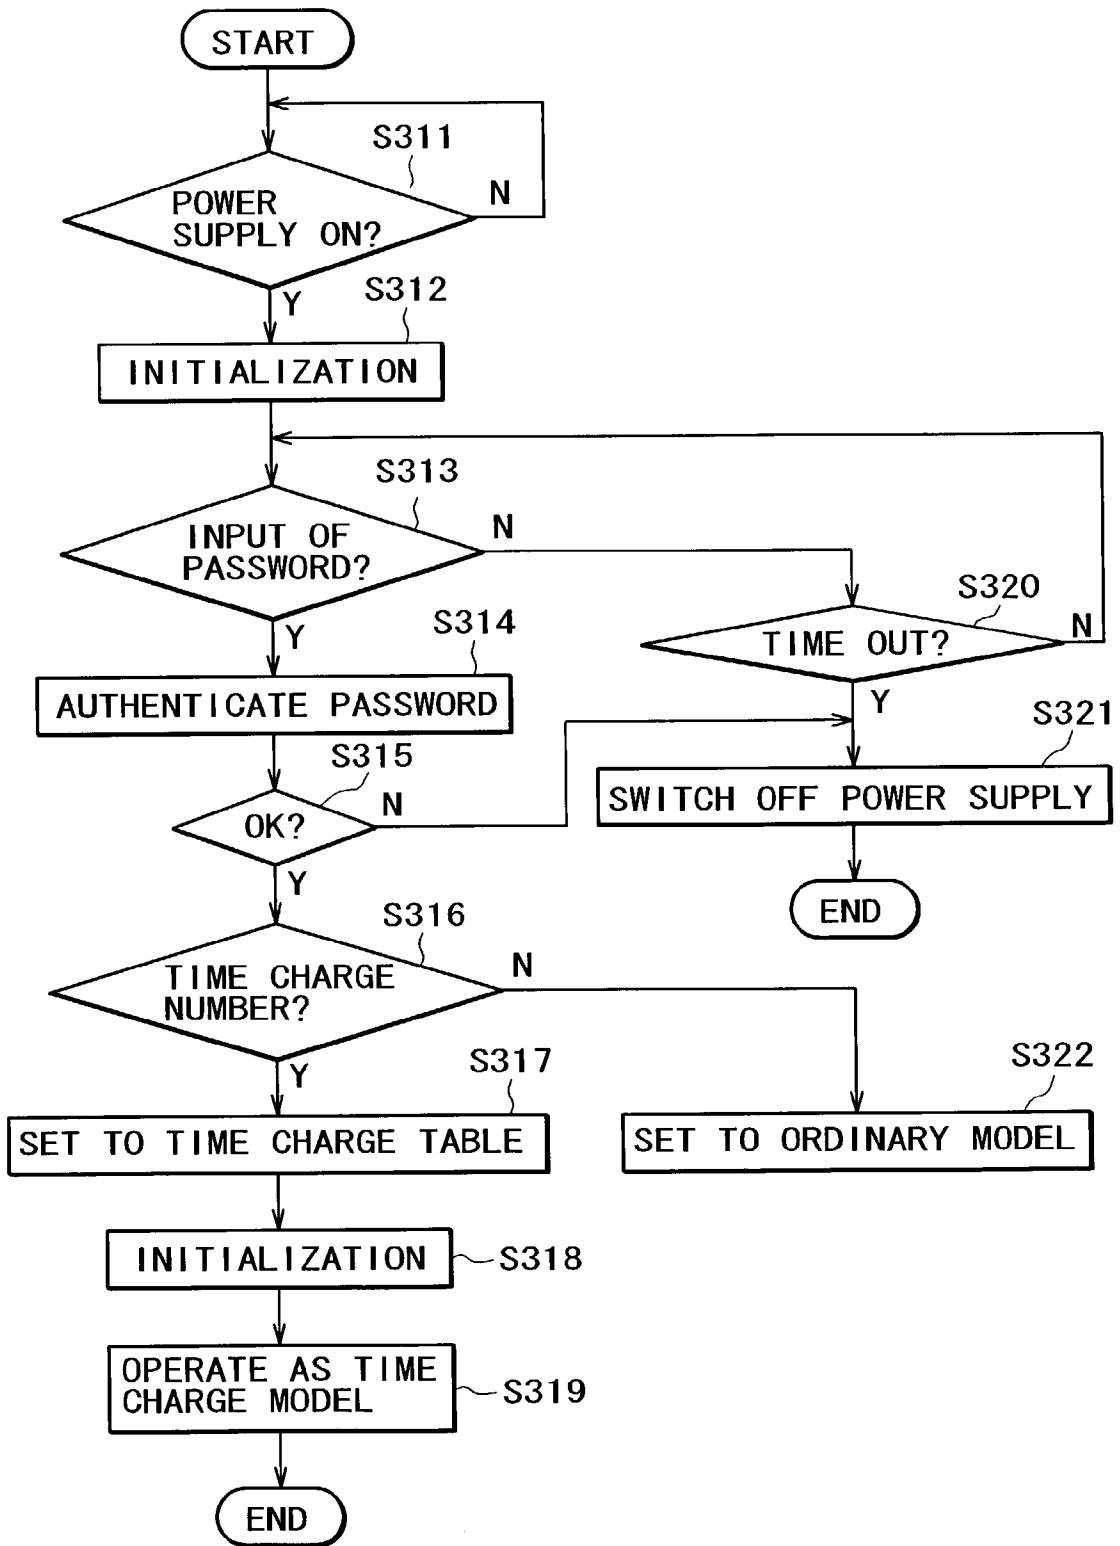 START
S311
POWER
SUPPLY ON?
N
Y
S312
INITIALIZATION
S313
INPUT OF
PASSWORD?
N
Y
S320
TIME OUT?
N
Y
S314
AUTHENTICATE PASSWORD
S321
SWITCH OFF POWER SUPPLY
END
S315
OK?
N
Y
S316
TIME CHARGE
NUMBER?
N
Y
S317
SET TO TIME CHARGE TABLE
S322
SET TO ORDINARY MODEL
INITIALIZATION
S318
OPERATE AS TIME
CHARGE MODEL
S319
END